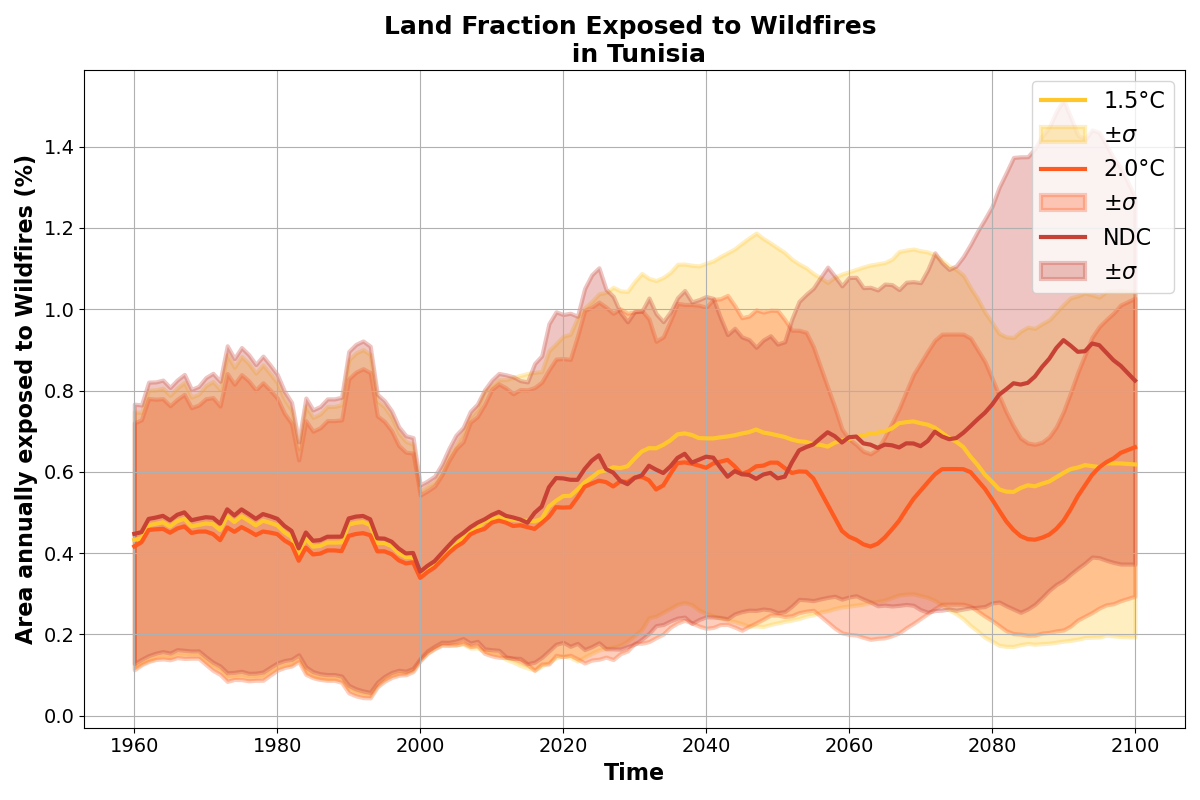 Land Fraction Exposed to Wildfires
in Tunisia
Area annually exposed to Wildfires (%)
1.4
1.2
1.0
0.8
0.6
0.4
0.2
0.0
1960 1980 2000 2020 2040 2060 2080 2100
Time
1.5°C
±σ
2.0°C
±σ
NDC
±σ